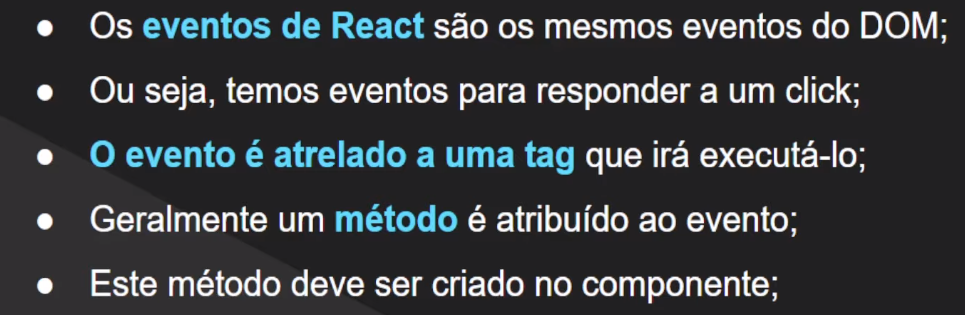 ● Os eventos de React são os mesmos eventos do DOM;
● Ou seja, temos eventos para responder a um click;
● O evento é atrelado a uma tag que irá executá-lo;
● Geralmente um método é atribuído ao evento;
● Este método deve ser criado no componente;